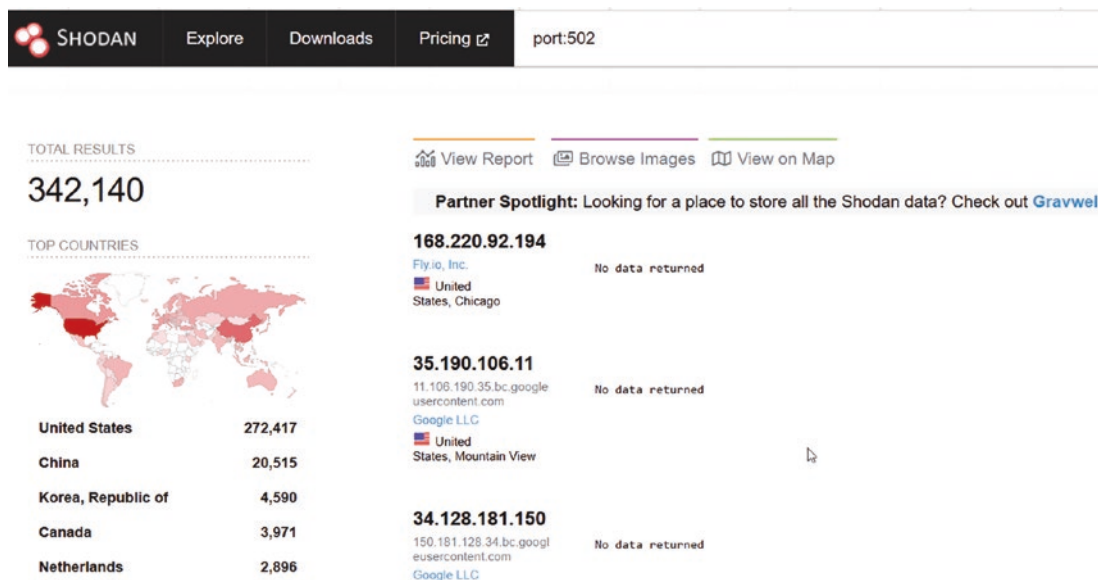 SHODAN Explore Downloads Pricing port:502
TOTAL RESULTS
342,140
TOP COUNTRIES
United States 272,417
China 20,515
Korea, Republic of 4,590
Canada 3,971
Netherlands 2,896
View Report Browse Images View on Map
Partner Spotlight: Looking for a place to store all the Shodan data? Check out Gravwel
168.220.92.194
Fly.io, Inc.
United
States, Chicago
No data returned
35.190.106.11
11.106.190.35.bc.google
usercontent.com
Google LLC
United
States, Mountain View
No data returned
34.128.181.150
150.181.128.34.bc.googl
eusercontent.com
Google LLC
No data returned